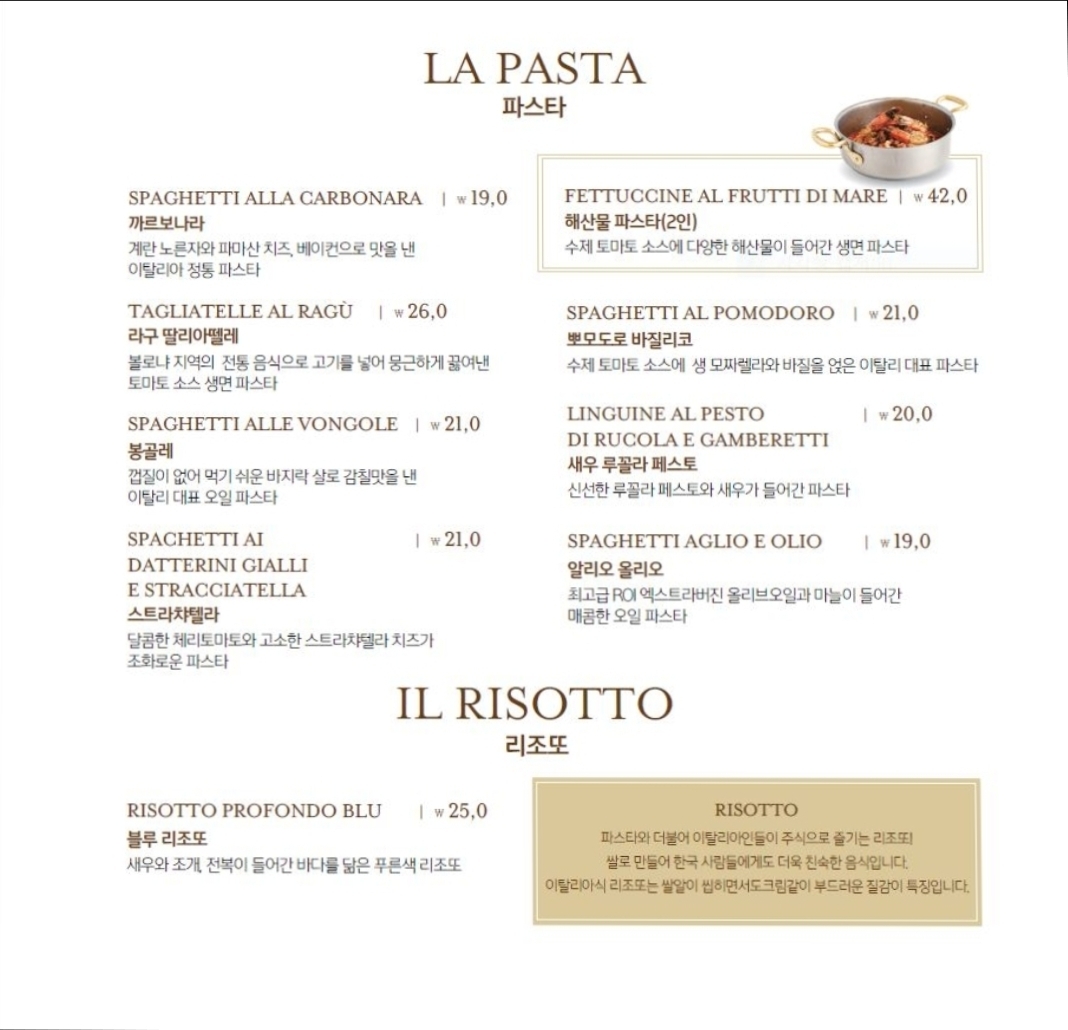 LA PASTA
파스타
SPAGHETTI ALLA CARBONARA | ₩ 19,0
까르보나라
계란 노른자와 파마산 치즈, 베이컨으로 맛을 낸
이탈리아 정통 파스타
TAGLIATELLE AL RAGÙ | ₩ 26,0
라구 딸리아뗄레
볼로냐 지역의 전통 음식으로 고기를 넣어 뭉근하게 끓여낸
토마토 소스 생면 파스타
SPAGHETTI ALLE VONGOLE | ₩ 21,0
봉골레
껍질이 없어 먹기 쉬운 바지락 살로 감칠맛을 낸
이탈리 대표 오일 파스타
SPACHETTI AI | ₩ 21,0
DATTERINI GIALLI
E STRACCIATELLA
스트라챠텔라
달콤한 체리토마토와 고소한 스트라챠텔라 치즈가
조화로운 파스타
FETTUCCINE AL FRUTTI DI MARE | ₩ 42,0
해산물 파스타(2인)
수제 토마토 소스에 다양한 해산물이 들어간 생면 파스타
SPAGHETTI AL POMODORO | ₩ 21,0
뽀모도로 바질리코
수제 토마토 소스에 생 모짜렐라와 바질을 얹은 이탈리 대표 파스타
LINGUINE AL PESTO | ₩ 20,0
DI RUCOLA E GAMBERETTI
새우 루꼴라 페스토
신선한 루꼴라 페스토와 새우가 들어간 파스타
SPAGHETTI AGLIO E OLIO | ₩ 19,0
알리오 올리오
최고급 ROI 엑스트라버진 올리브오일과 마늘이 들어간
매콤한 오일 파스타
IL RISOTTO
리조또
RISOTTO PROFONDO BLU | ₩ 25,0
블루 리조또
새우와 조개, 전복이 들어간 바다를 닮은 푸른색 리조또
RISOTTO
파스타와 더불어 이탈리아인들이 주식으로 즐기는 리조또!
쌀로 만들어 한국 사람들에게도 더욱 친숙한 음식입니다.
이탈리아식 리조또는 쌀알이 씹히면서도크림같이 부드러운 질감이 특징입니다.